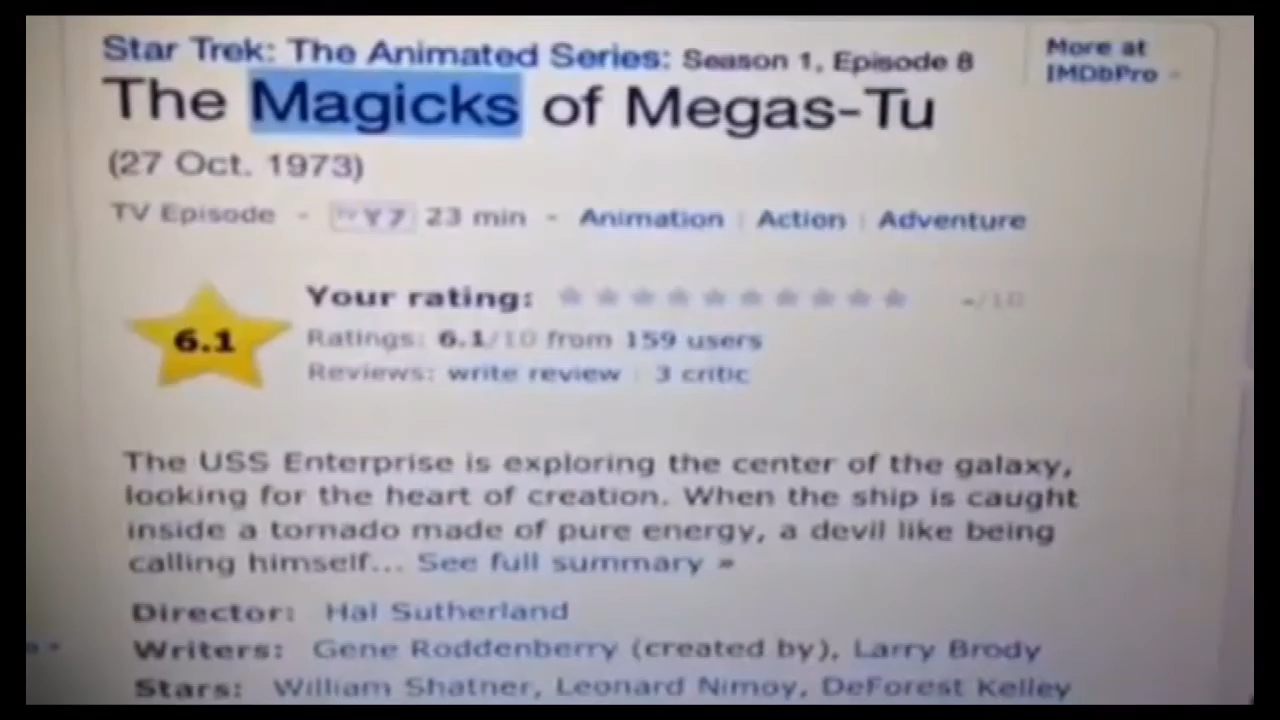 Star Trek: The Animated Series: Season 1, Episode 8
More at
IMDbPro »
The Magicks of Megas-Tu
(27 Oct. 1973)
TV Episode - TV Y7 23 min - Animation | Action | Adventure
Your rating: -/10
6.1
Ratings: 6.1/10 from 159 users
Reviews: write review | 3 critic
The USS Enterprise is exploring the center of the galaxy,
looking for the heart of creation. When the ship is caught
inside a tornado made of pure energy, a devil like being
calling himself... See full summary »
Director: Hal Sutherland
Writers: Gene Roddenberry (created by), Larry Brody
Stars: William Shatner, Leonard Nimoy, DeForest Kelley